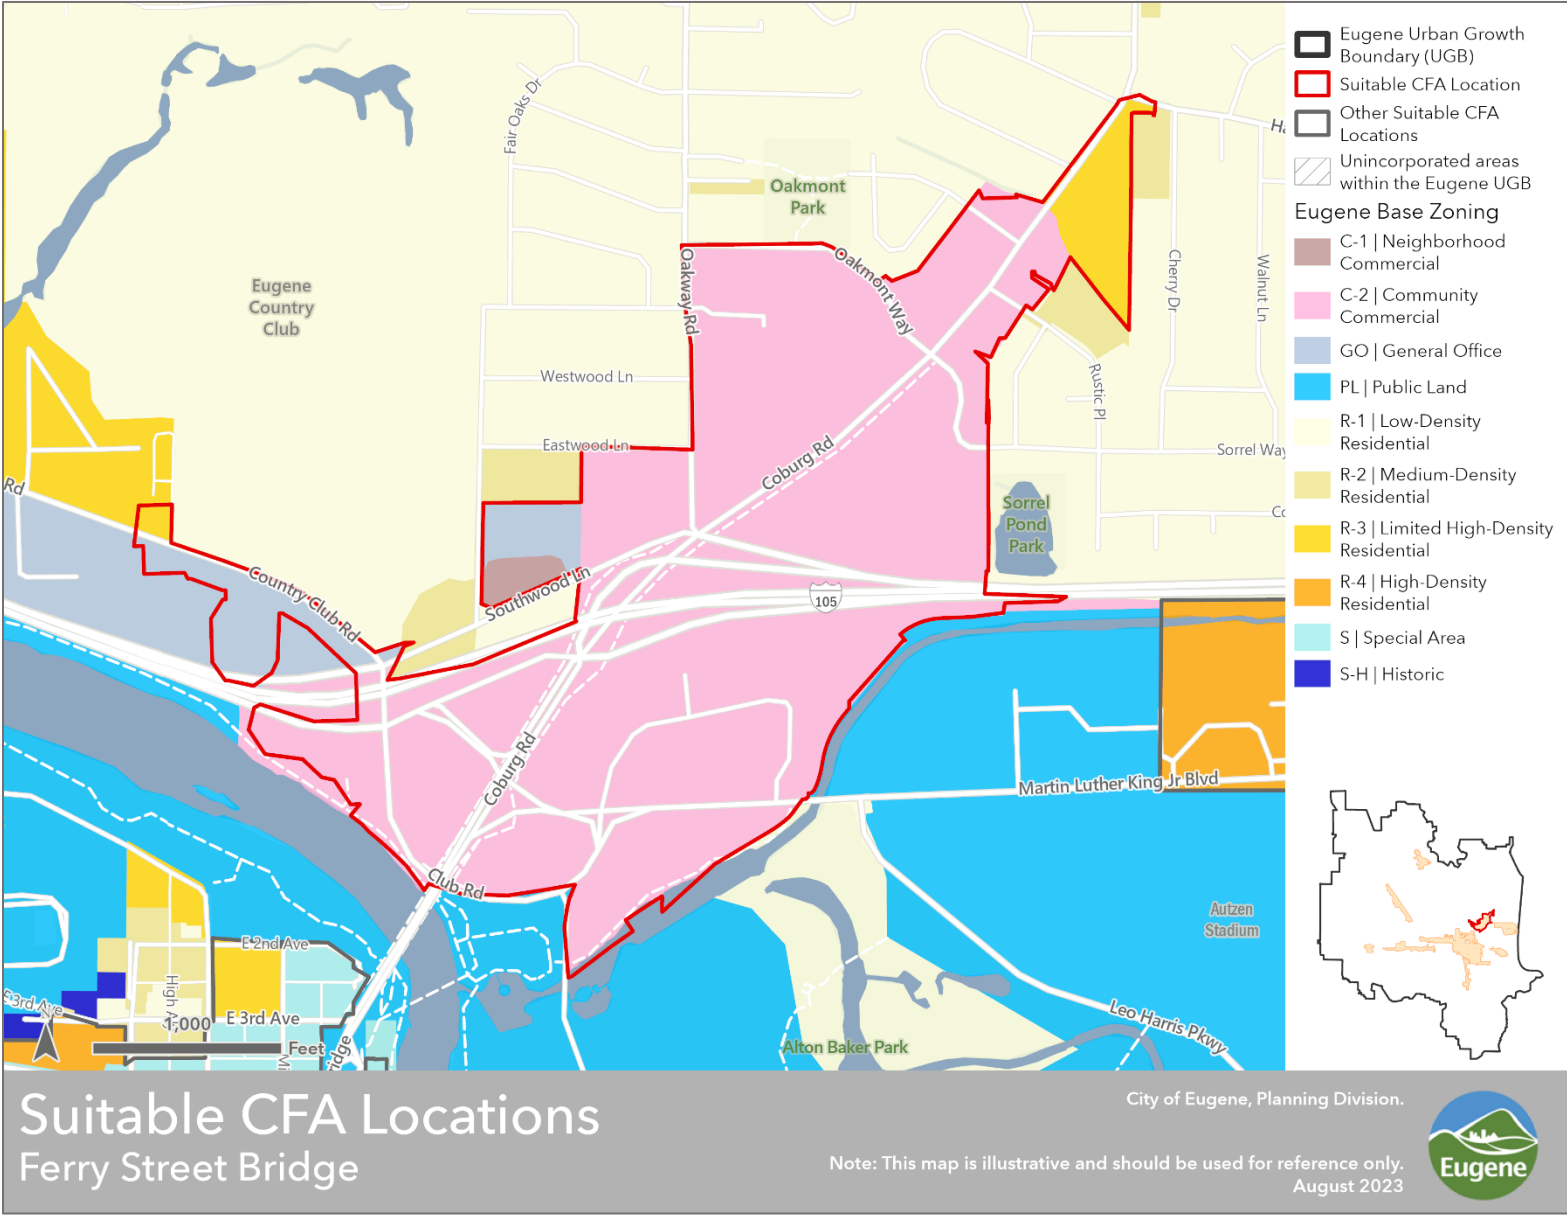 Fair Oaks Dr
Oakmont
Park
Eugene
Country
Club
Oakway Rd
Oakmont Way
Cherry Dr
Walnut Ln
Westwood Ln
Rustic Pl
Eastwood Ln
Coburg Rd
Sorrel Way
Rd
Sorrel
Pond
Park
Country Club Rd
Southwood Ln
105
Coburg Rd
Martin Luther King Jr Blvd
Club Rd
Autzen
Stadium
E 2nd Ave
High
E 3rd Ave
E 3rd Ave
1,000
Feet
N
Leo Harris Pkwy
Alton Baker Park
Eugene Urban Growth
Boundary (UGB)
Suitable CFA Location
Other Suitable CFA
Locations
Unincorporated areas
within the Eugene UGB
Eugene Base Zoning
C-1 | Neighborhood
Commercial
C-2 | Community
Commercial
GO | General Office
PL | Public Land
R-1 | Low-Density
Residential
R-2 | Medium-Density
Residential
R-3 | Limited High-Density
Residential
R-4 | High-Density
Residential
S | Special Area
S-H | Historic
Suitable CFA Locations
Ferry Street Bridge
City of Eugene, Planning Division.
Note: This map is illustrative and should be used for reference only.
August 2023
Eugene